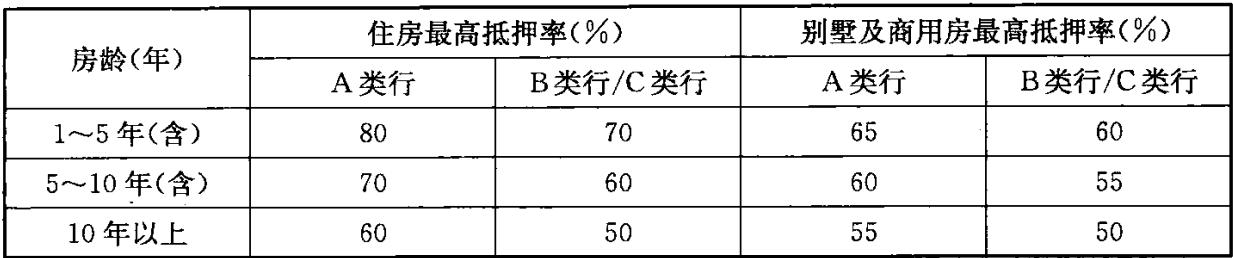 房龄(年) 住房最高抵押率(%) 别墅及商用房最高抵押率(%)
A类行 B类行/C类行 A类行 B类行/C类行
1～5年(含) 80 70 65 60
5～10年(含) 70 60 60 55
10年以上 60 50 55 50